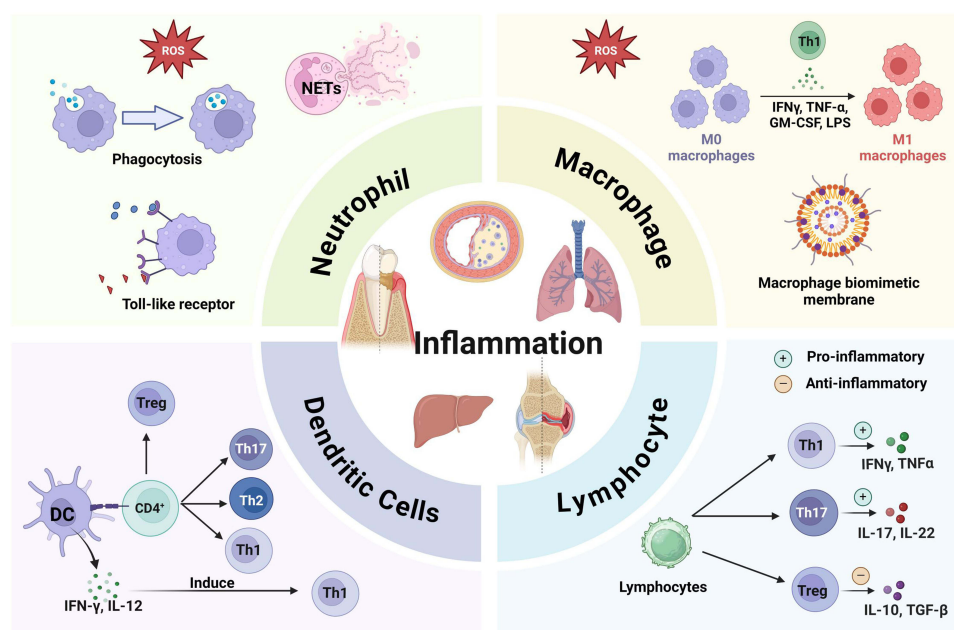 ROS
NETs
Phagocytosis
Toll-like receptor
Neutrophil
ROS
Th1
IFNγ, TNF-α,
GM-CSF, LPS
M0
macrophages
M1
macrophages
Macrophage biomimetic
membrane
Macrophage
Inflammation
Treg
DC
CD4⁺
Th17
Th2
Th1
IFN-γ, IL-12
Induce
Th1
Dendritic Cells
Lymphocyte
+ Pro-inflammatory
− Anti-inflammatory
Lymphocytes
Th1
+
IFNγ, TNFα
Th17
+
IL-17, IL-22
Treg
−
IL-10, TGF-β